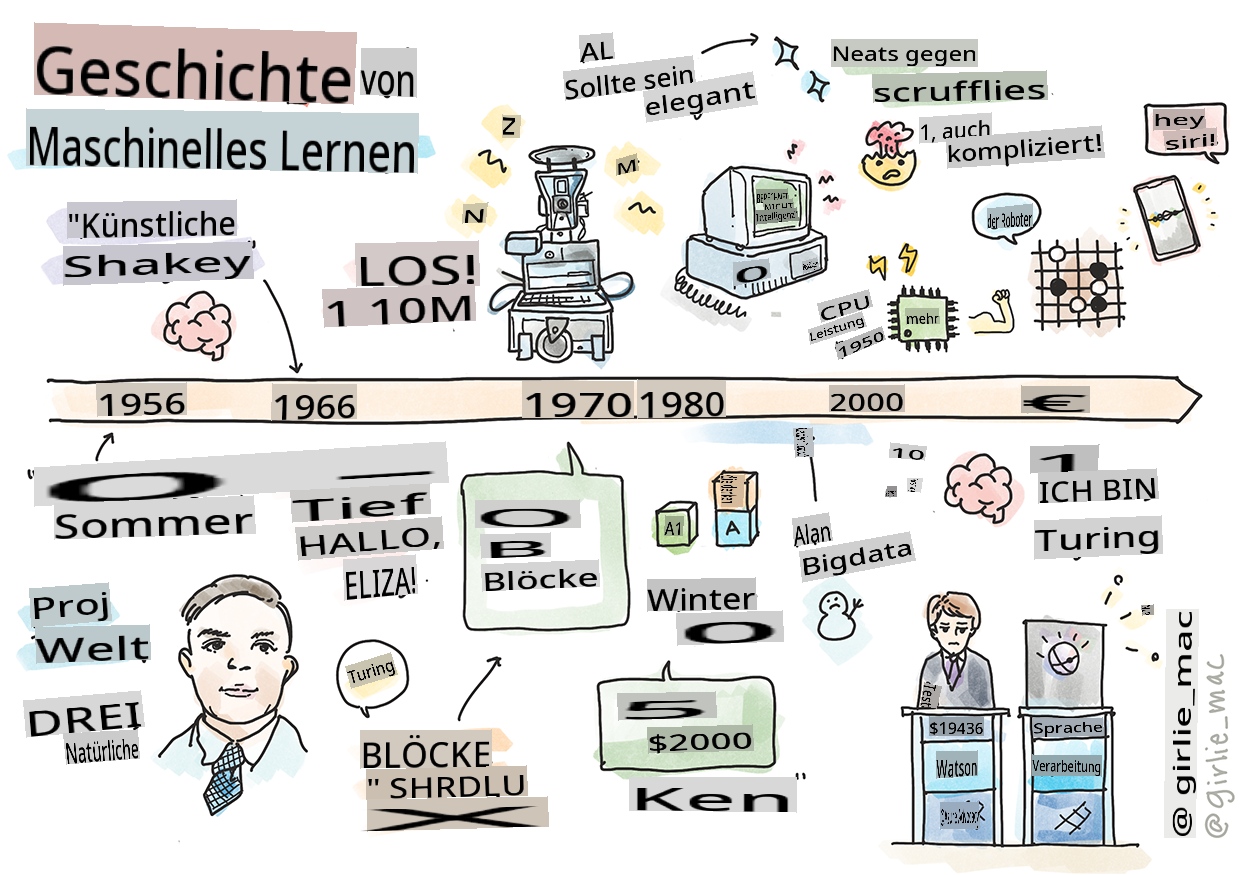 Geschichte von
Maschinelles Lernen
"Künstliche
Shakey
LOS!
1 10M
Z
N
M
AL
Sollte sein
elegant
Neats gegen
scrufflies
1, auch
kompliziert!
hey
siri!
der Roboter
O
Intelligenz"
CPU
Leistung
1950
mehr
1956
1966
1970
1980
2000
€
"
O
Sommer
Tief
HALLO,
ELIZA!
Proj
Welt
DREI
Natürliche
Turing
BLÖCKE
" SHRDLU
O
B
Blöcke
A1
A
Winter
O
5
$2000
Ken
"
Alan
Bigdata
10
1
ICH BIN
Turing
Test
$19436
Watson
Sprache
Verarbeitung
@girlie_mac
@girlie_mac